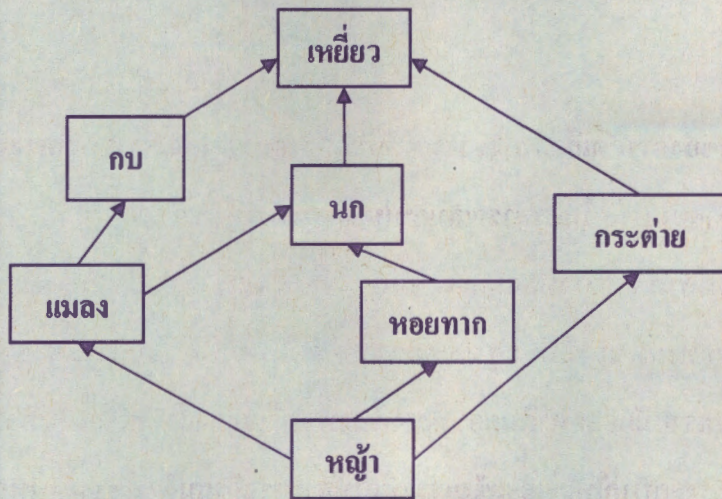 เหยี่ยว
กบ
นก
กระต่าย
แมลง
หอยทาก
หญ้า